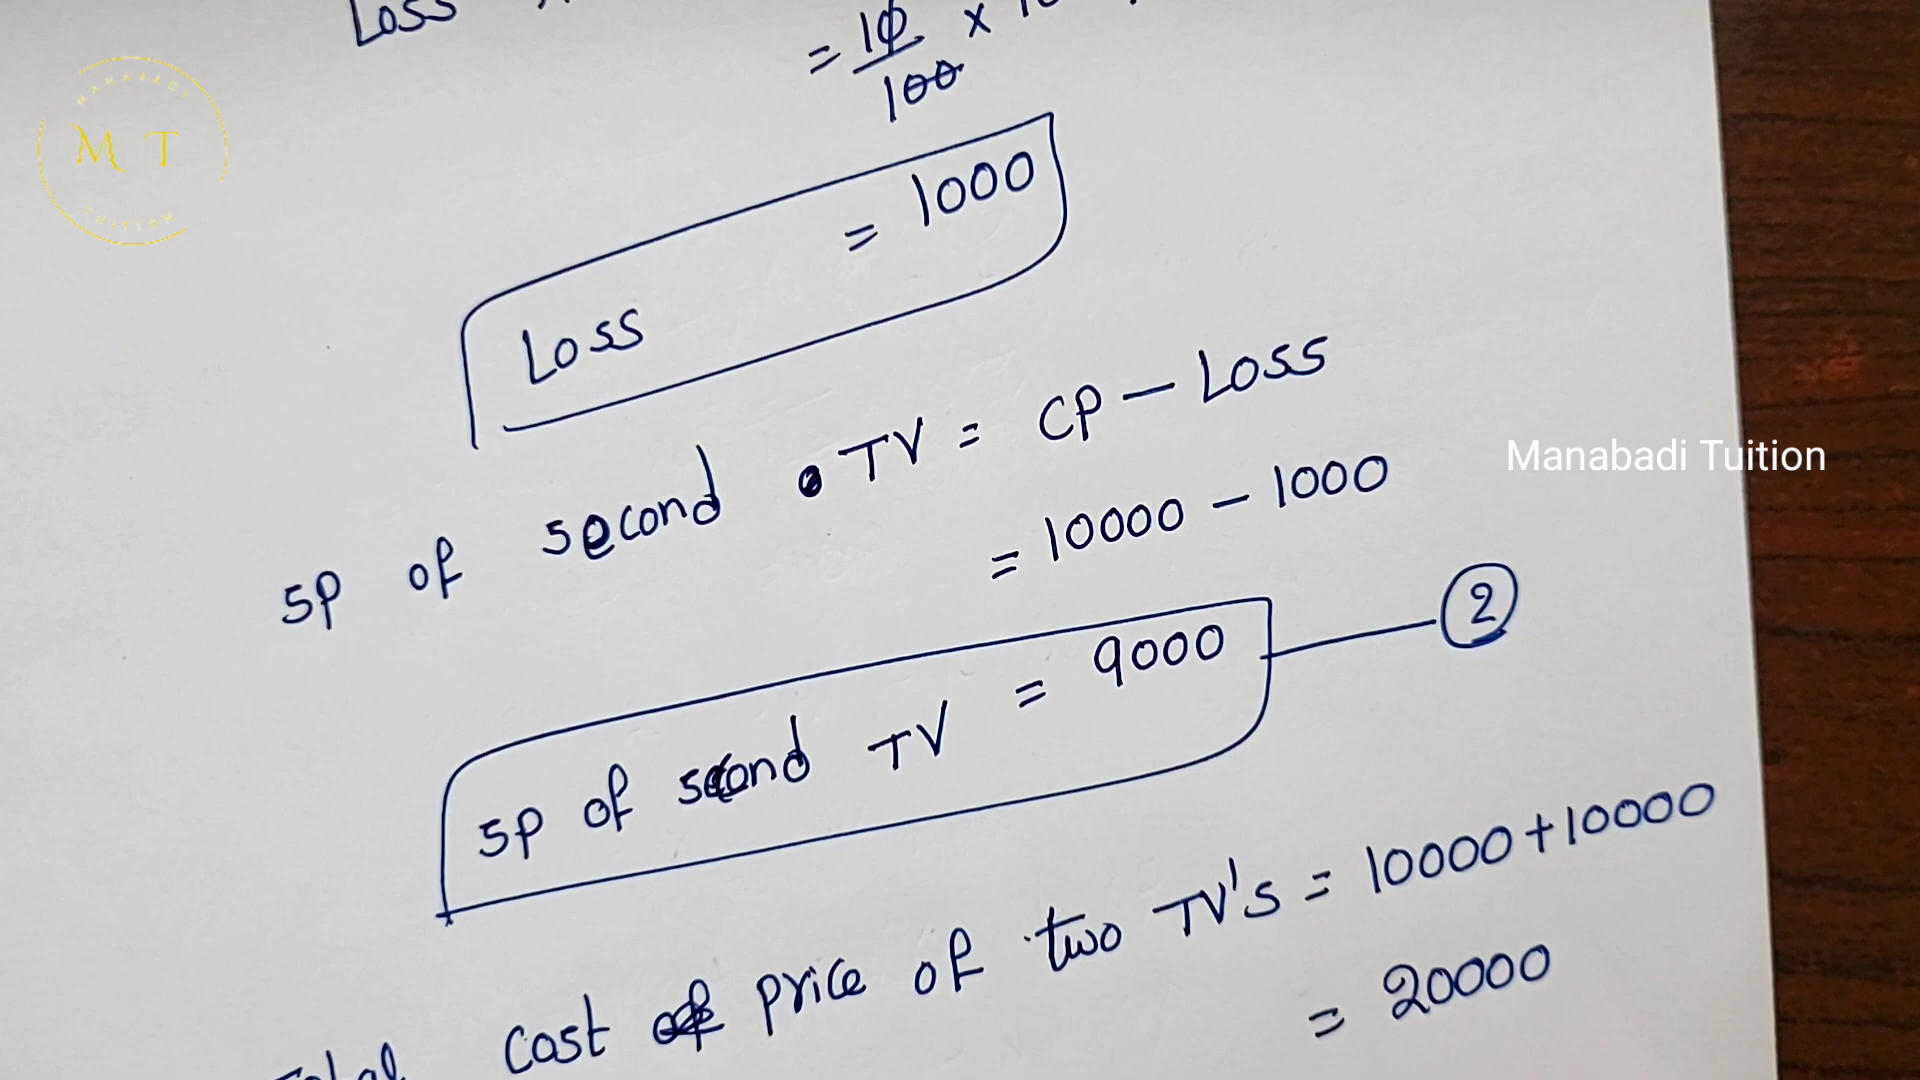 Loss
= 10/100 ×
Loss = 1000
SP of second TV = CP - Loss
= 10000 - 1000
SP of second TV = 9000 — 2
Total cost price of two TV's = 10000 + 10000
= 20000
M T
Manabadi Tuition